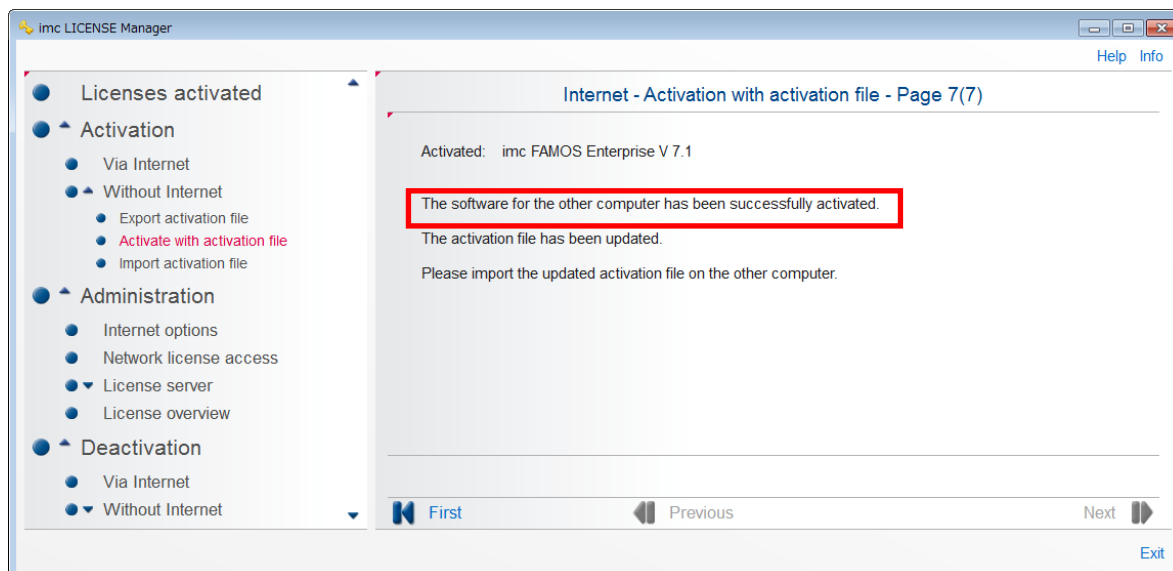 imc LICENSE Manager
Help Info
Licenses activated
Activation
Via Internet
Without Internet
Export activation file
Activate with activation file
Import activation file
Administration
Internet options
Network license access
License server
License overview
Deactivation
Via Internet
Without Internet
Internet - Activation with activation file - Page 7(7)
Activated: imc FAMOS Enterprise V 7.1
The software for the other computer has been successfully activated.
The activation file has been updated.
Please import the updated activation file on the other computer.
First Previous Next
Exit